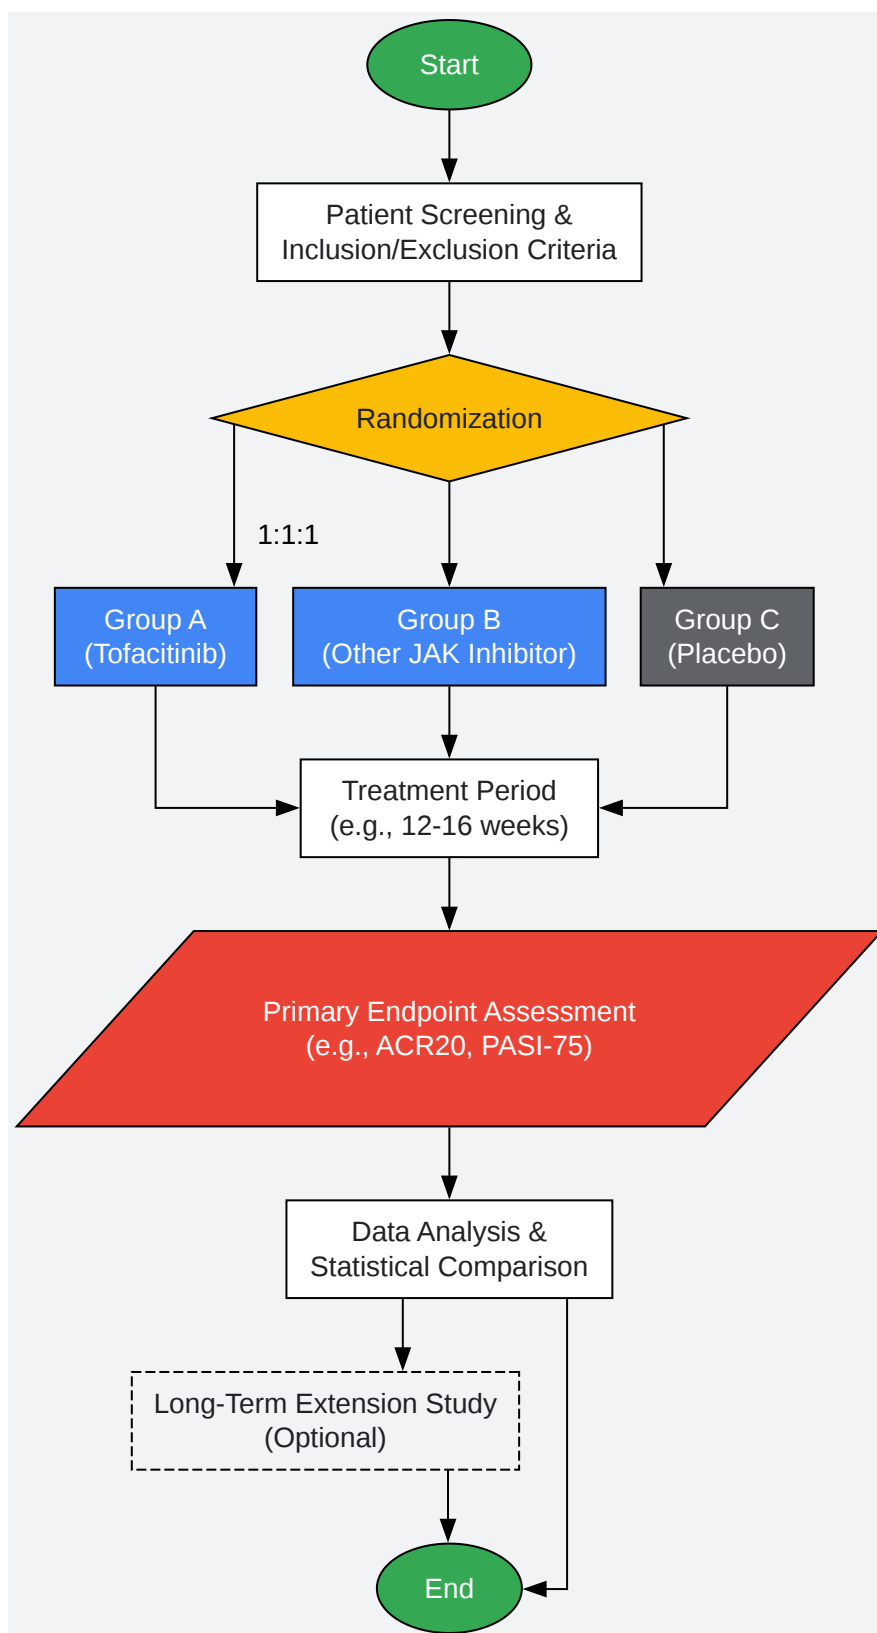 Start
Patient Screening &
Inclusion/Exclusion Criteria
Randomization
1:1:1
Group A
(Tofacitinib)
Group B
(Other JAK Inhibitor)
Group C
(Placebo)
Treatment Period
(e.g., 12-16 weeks)
Primary Endpoint Assessment
(e.g., ACR20, PASI-75)
Data Analysis &
Statistical Comparison
Long-Term Extension Study
(Optional)
End